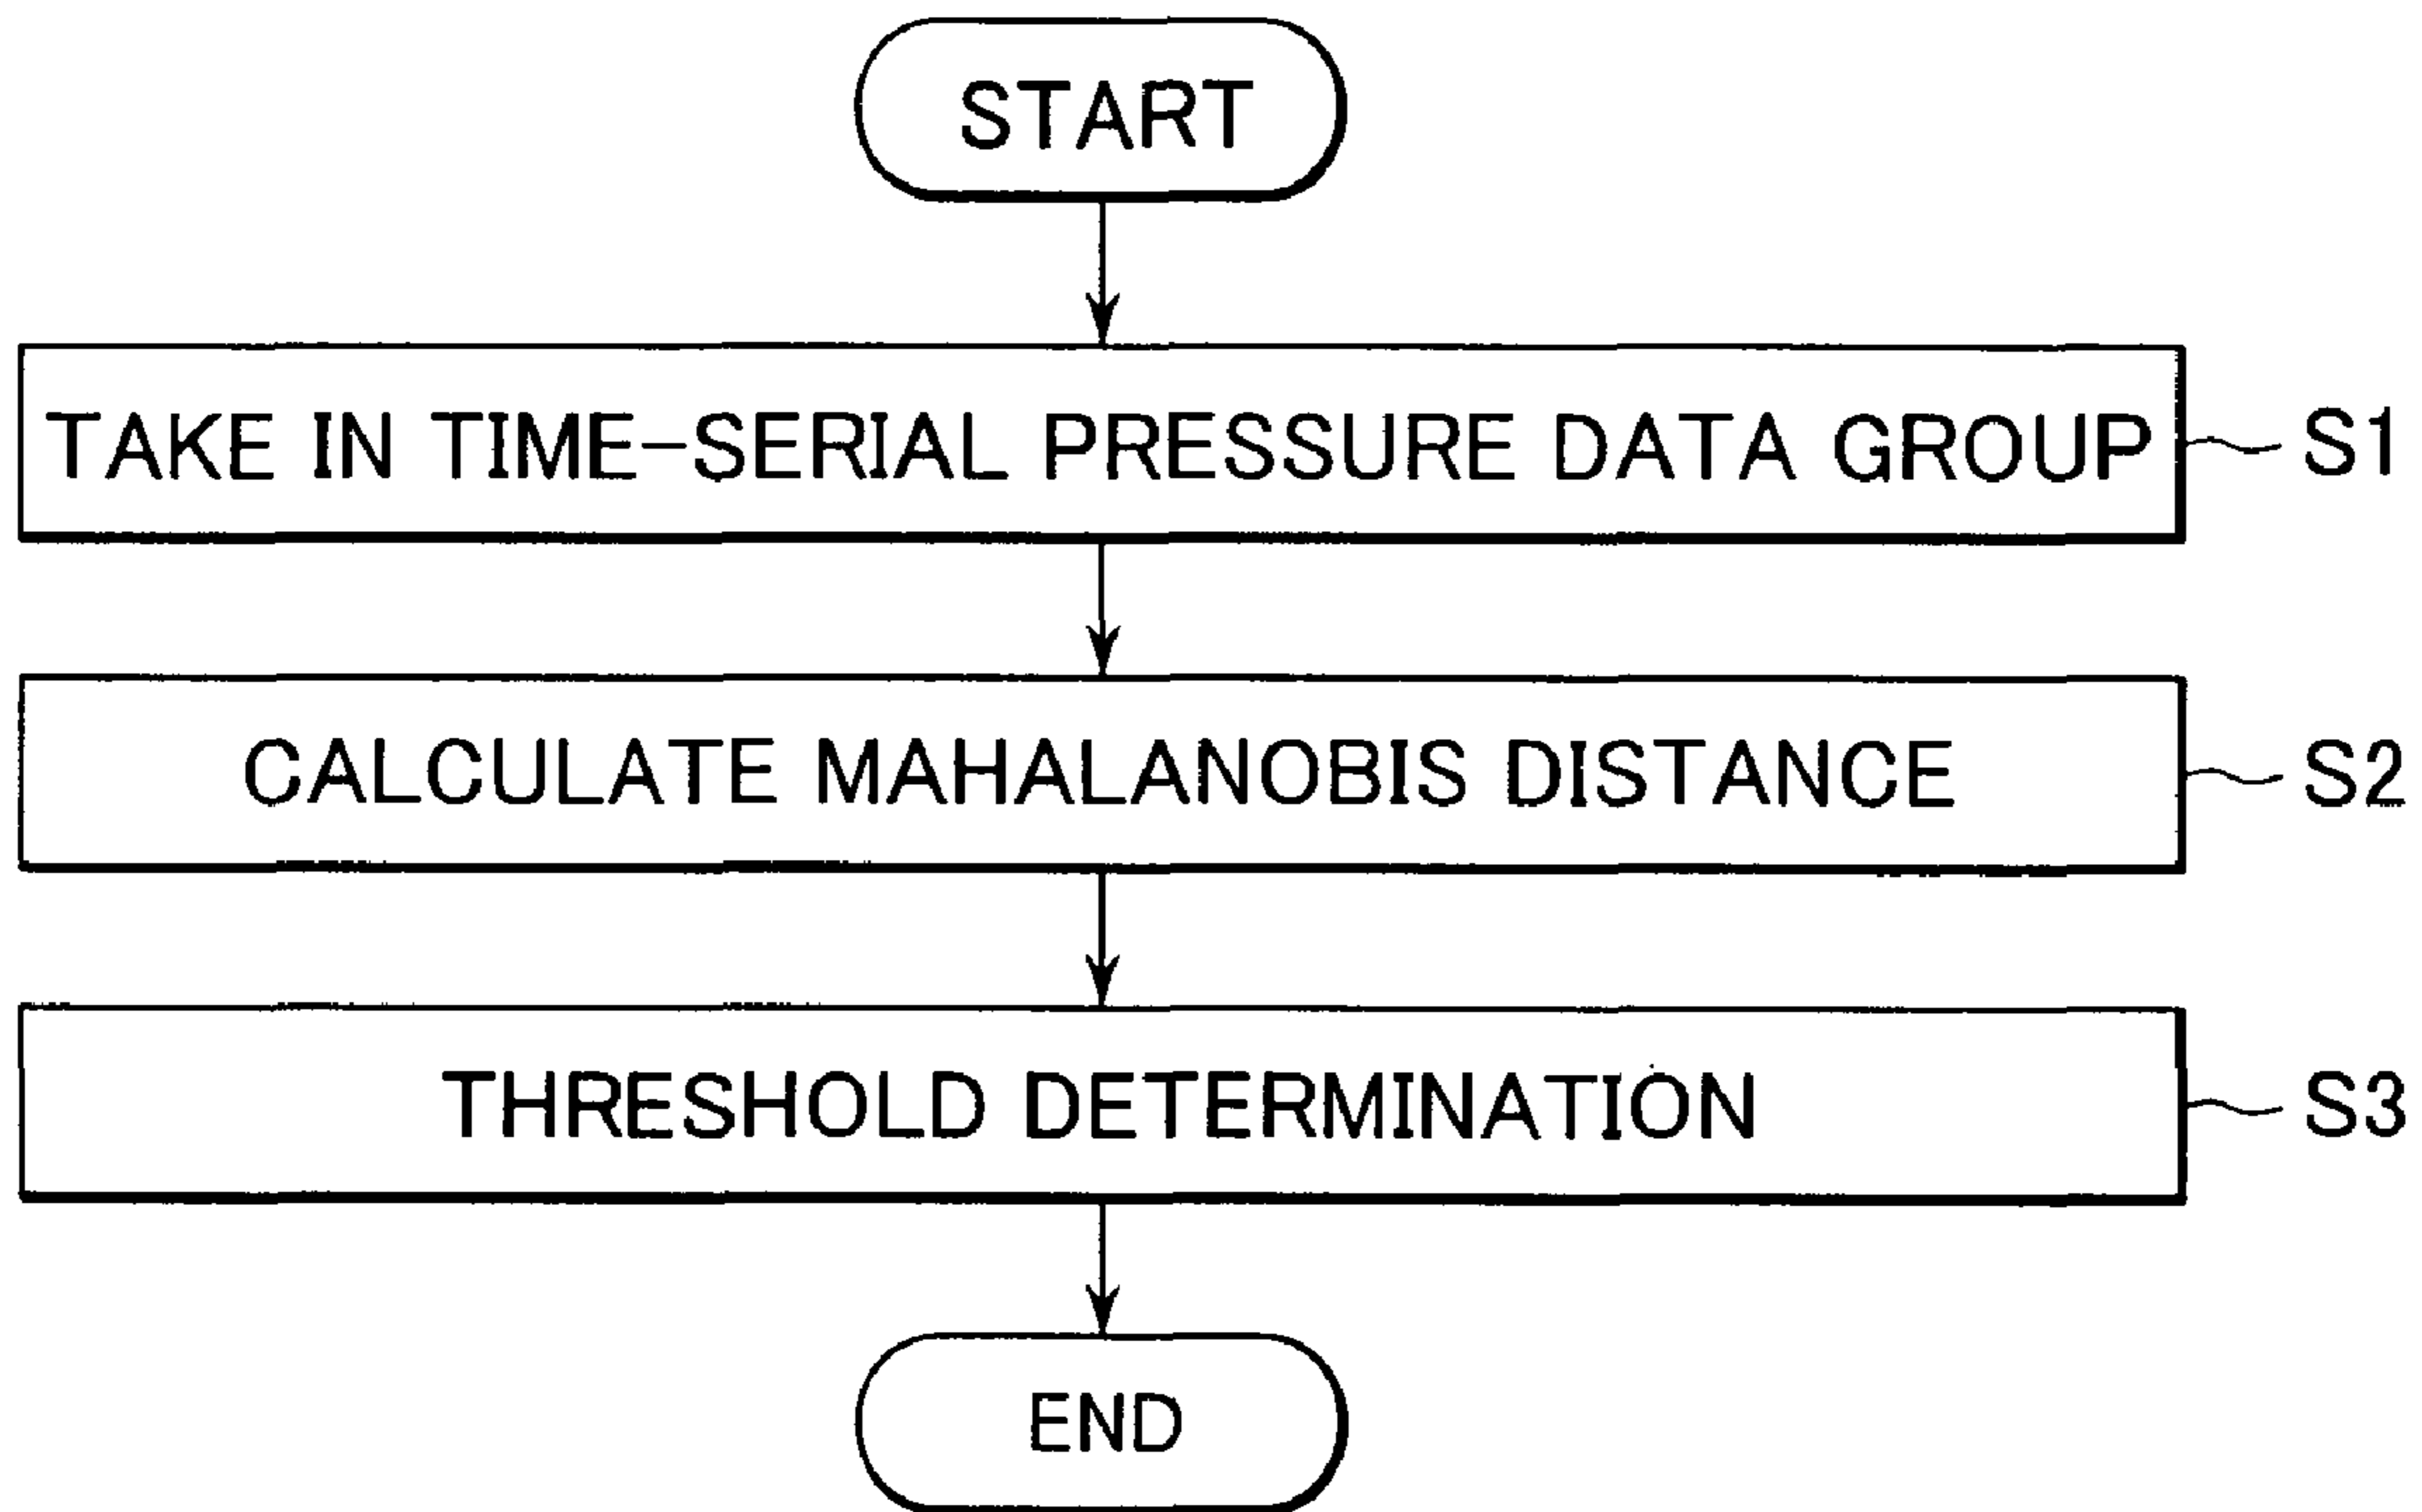 START
TAKE IN TIME-SERIAL PRESSURE DATA GROUP S1
CALCULATE MAHALANOBIS DISTANCE S2
THRESHOLD DETERMINATION S3
END